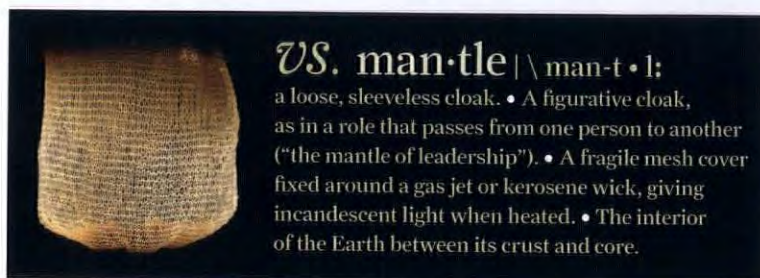 vs. man·tle | \ man-t • l:
a loose, sleeveless cloak. • A figurative cloak,
as in a role that passes from one person to another
(“the mantle of leadership”). • A fragile mesh cover
fixed around a gas jet or kerosene wick, giving
incandescent light when heated. • The interior
of the Earth between its crust and core.